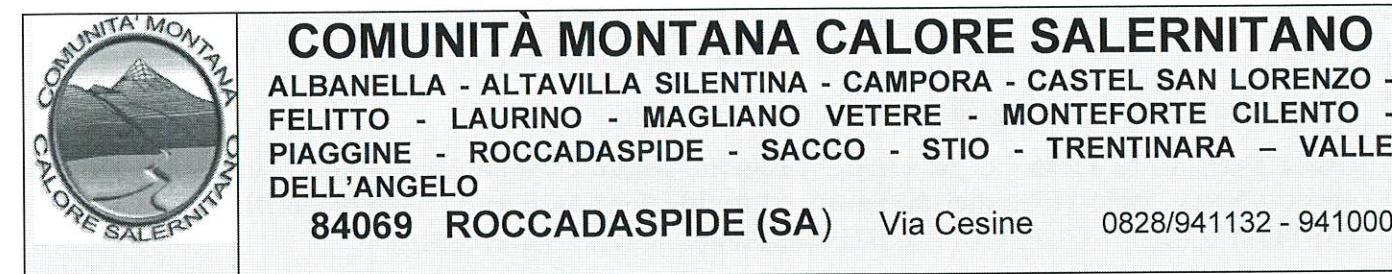 COMUNITA' MONTANA
CALORE SALERNITANO
COMUNITÀ MONTANA CALORE SALERNITANO
ALBANELLA - ALTAVILLA SILENTINA - CAMPORA - CASTEL SAN LORENZO -
FELITTO - LAURINO - MAGLIANO VETERE - MONTEFORTE CILENTO -
PIAGGINE - ROCCADASPIDE - SACCO - STIO - TRENTINARA – VALLE
DELL'ANGELO
84069 ROCCADASPIDE (SA) Via Cesine 0828/941132 - 941000